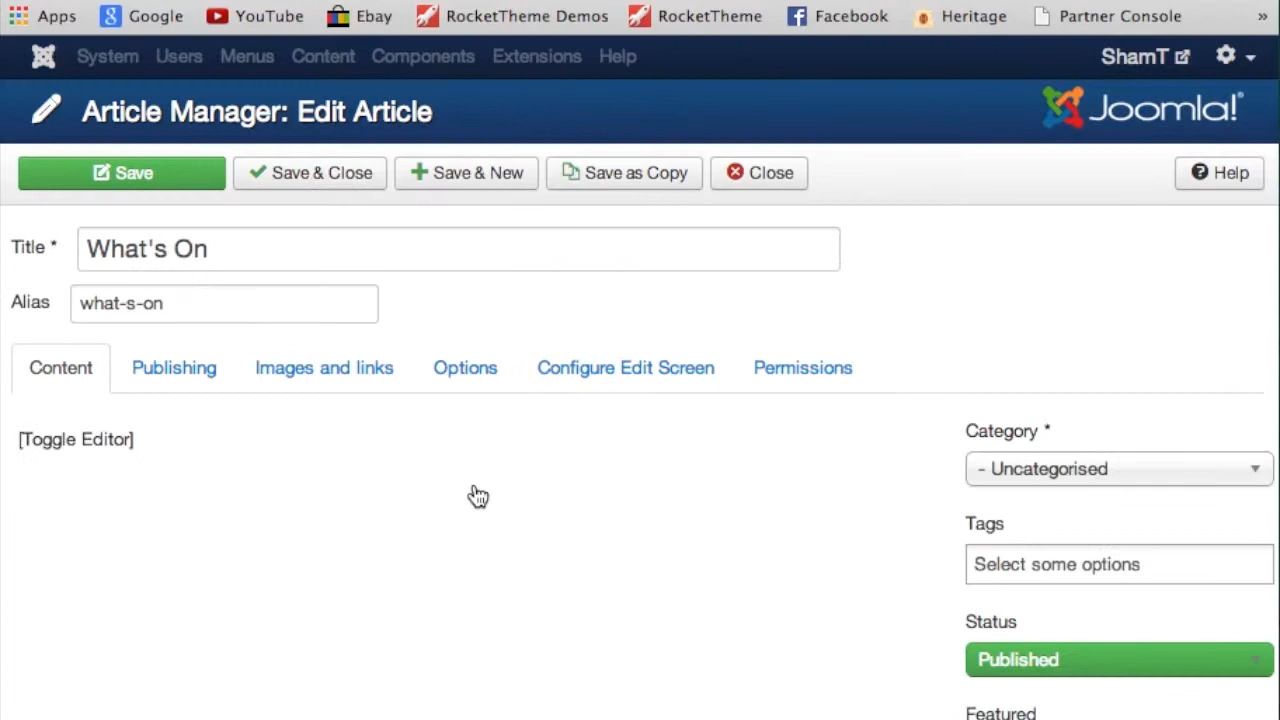 Apps Google YouTube Ebay RocketTheme Demos RocketTheme Facebook Heritage Partner Console »
System Users Menus Content Components Extensions Help ShamT
Article Manager: Edit Article Joomla!®
Save Save & Close Save & New Save as Copy Close Help
Title * What's On
Alias what-s-on
Content Publishing Images and links Options Configure Edit Screen Permissions
[Toggle Editor]
Category *
- Uncategorised
Tags
Select some options
Status
Published
Featured